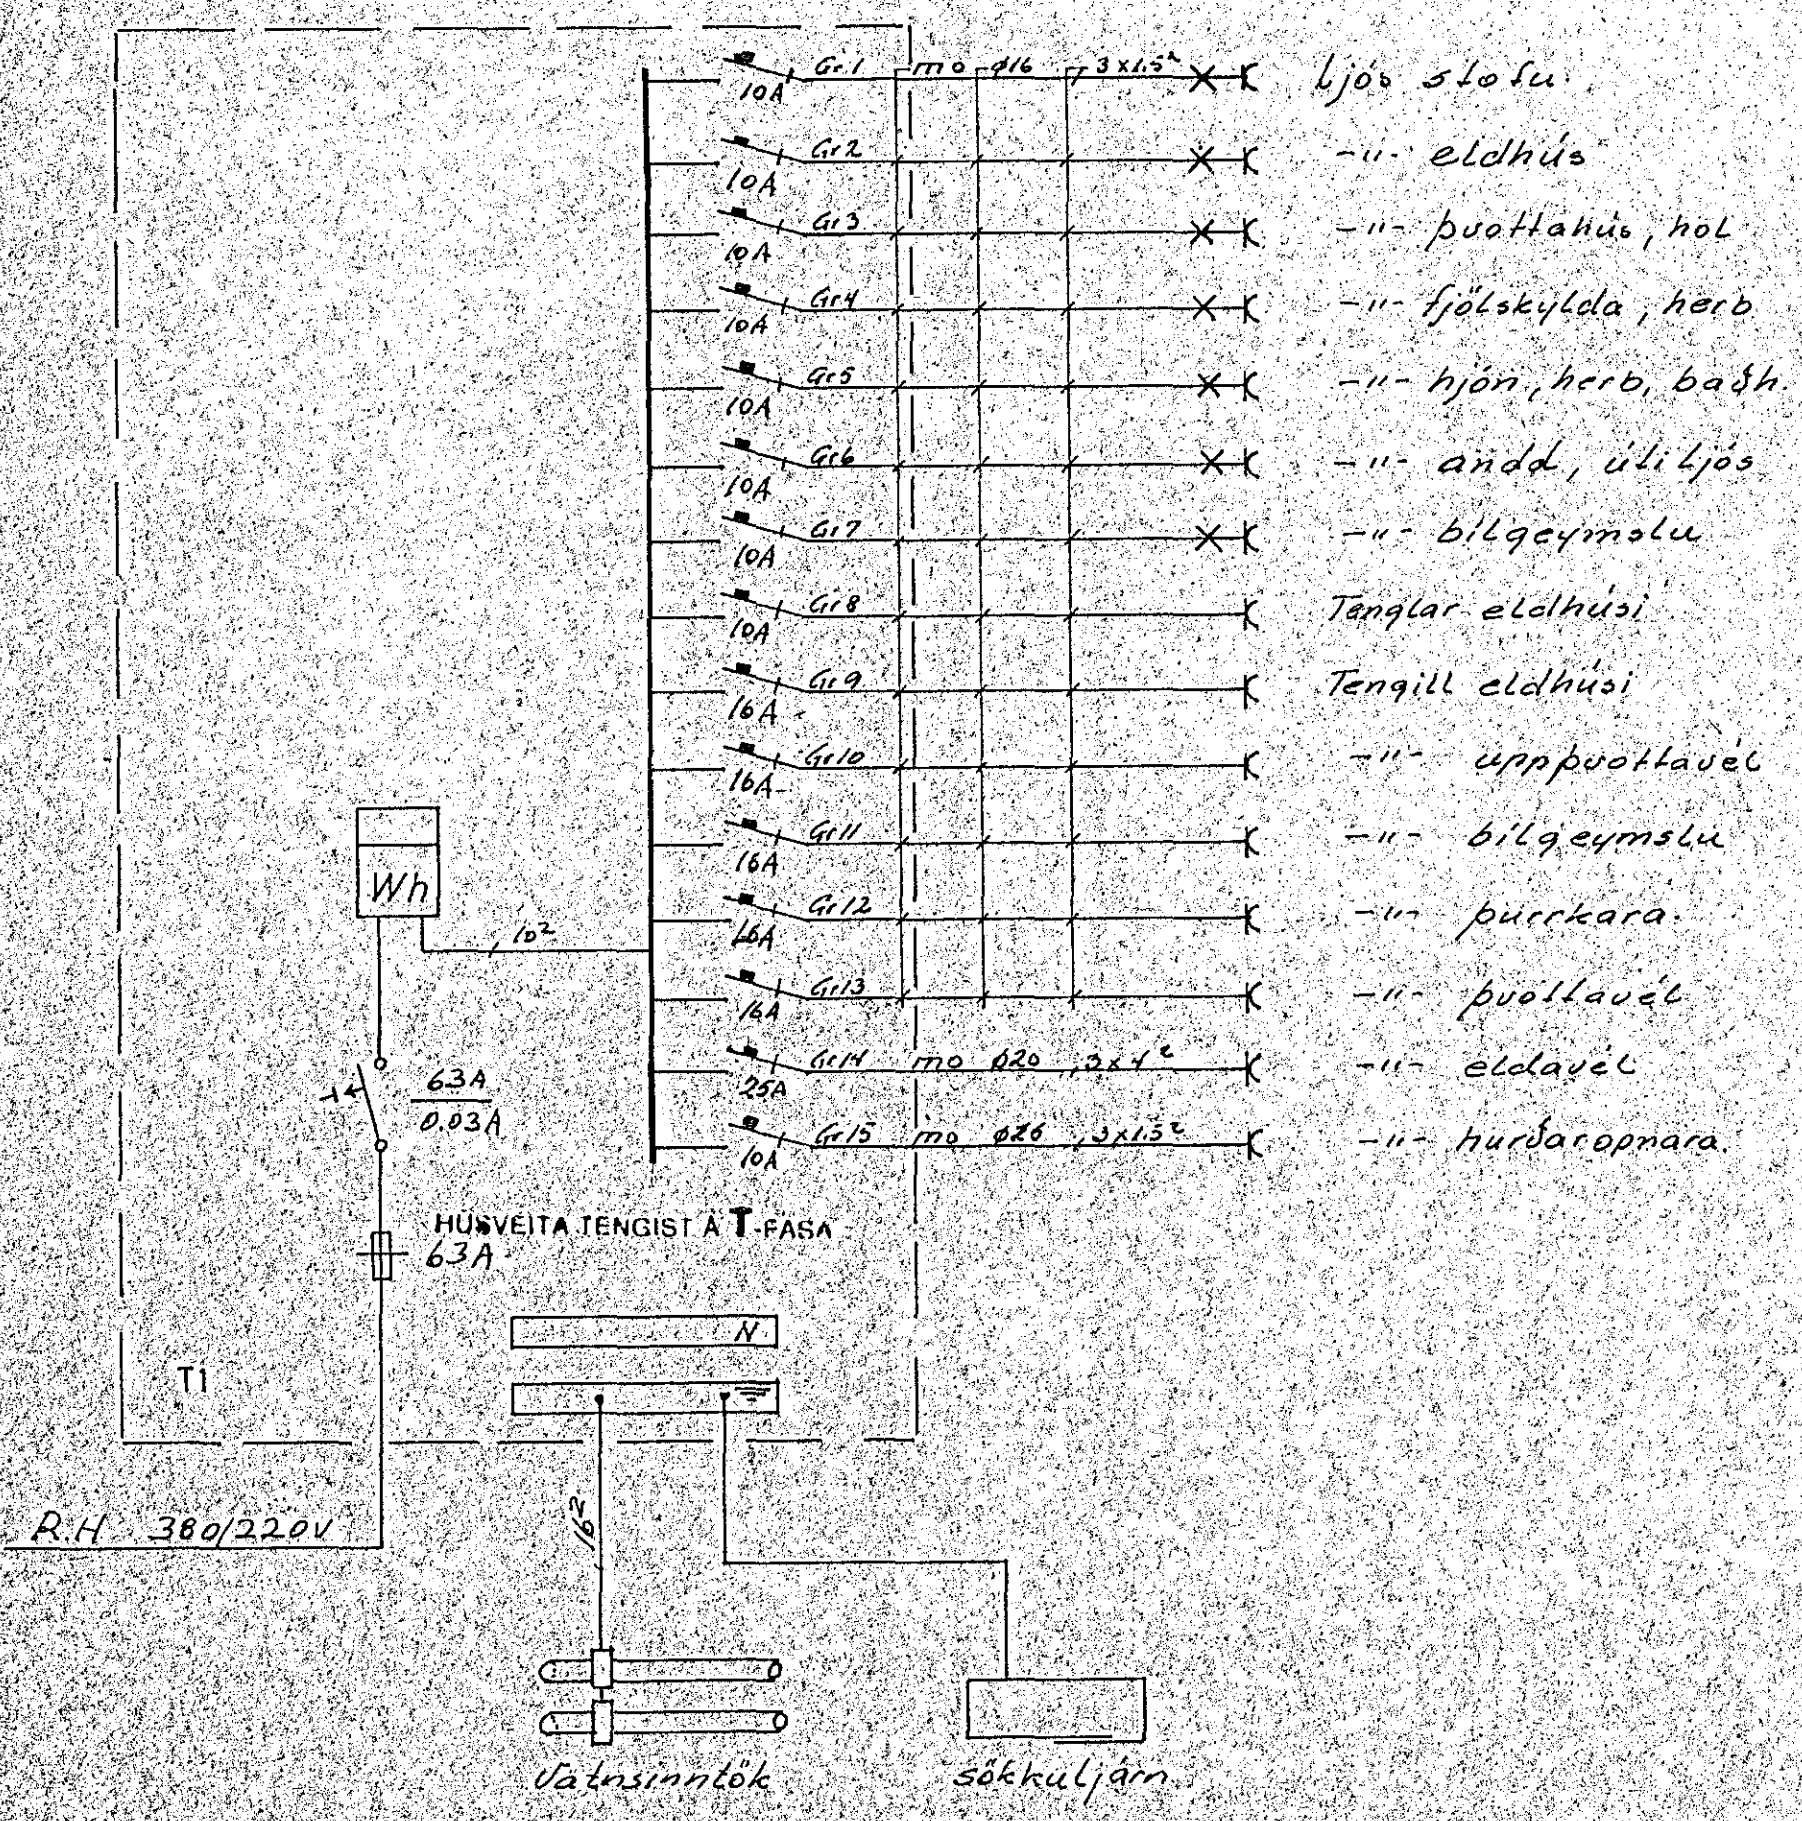 Gr.1 mo ø16 3x1.5² Ljós stofu.
10A
Gr2 -"- eldhús
10A
Gr3 -"- þvottahús, hol
10A
Gr4 -"- fjölskylda, herb
10A
Gr5 -"- hjón, herb, baðh.
10A
Gr6 -"- andd, útiljós
10A
Gr7 -"- bílgeymslu
10A
Gr8 Tenglar eldhúsi
10A
Gr9 Tengill eldhúsi
16A
Gr10 -"- uppþvottavél
16A
Gr11 -"- bílgeymslu
16A
Wh
Gr12 -"- þurrkara.
16A
10²
Gr13 -"- þvottavél
16A
Gr14 mo ø20 3x4² -"- eldavél
25A
63A
0.03A
Gr15 mo ø26 3x1.5² -"- hurðaropnara.
10A
HÚSVEITA TENGIST Á T-FASA
63A
N
T1
R.H 380/220V
16²
Vatnsinntök
sökkuljárn